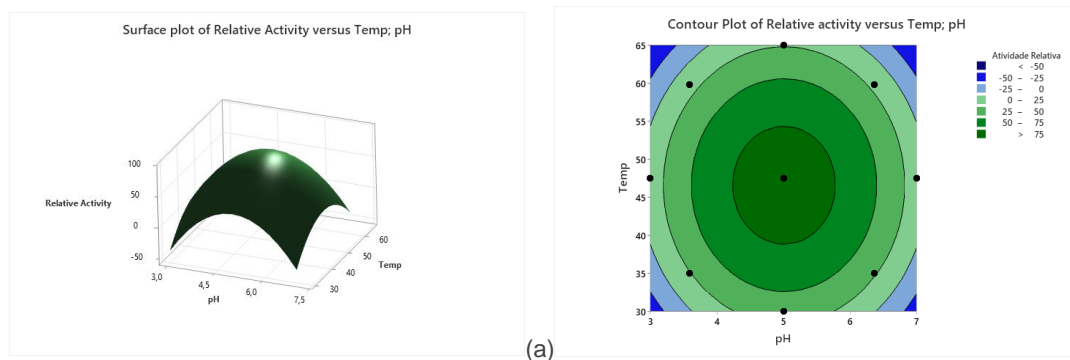 Surface plot of Relative Activity versus Temp; pH
100
50
0
-50
Relative Activity
3,0
4,5
6,0
7,5
pH
30
40
50
60
Temp
(a)
Contour Plot of Relative activity versus Temp; pH
65
60
55
50
45
40
35
30
Temp
3
4
5
6
7
pH
Atividade Relativa
< -50
-50 – -25
-25 – 0
0 – 25
25 – 50
50 – 75
> 75